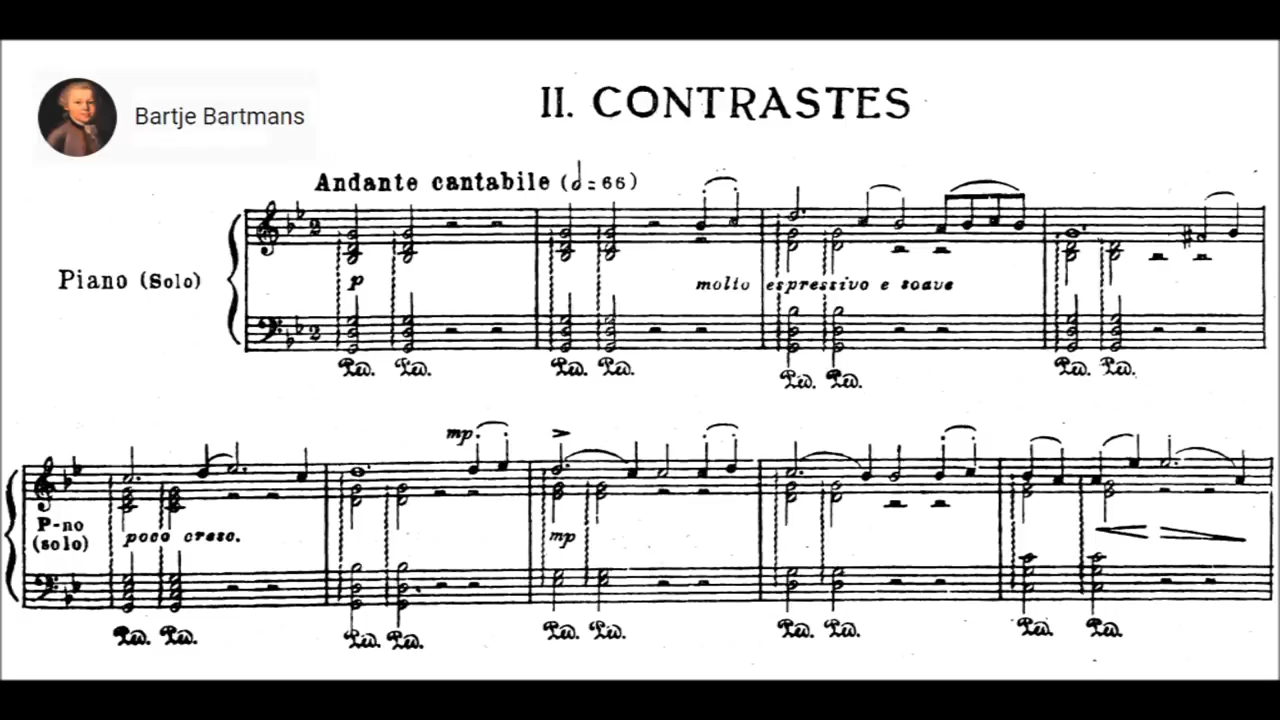 II. CONTRASTES
Bartje Bartmans
Andante cantabile (𝅗𝅥 = 66)
Piano (Solo)
p
molto espressivo e soave
Ped. Ped. Ped. Ped. Ped. Ped. Ped. Ped.
mp
P-no
(solo)
poco cresc.
mp
Ped. Ped. Ped. Ped. Ped. Ped. Ped. Ped. Ped. Ped.